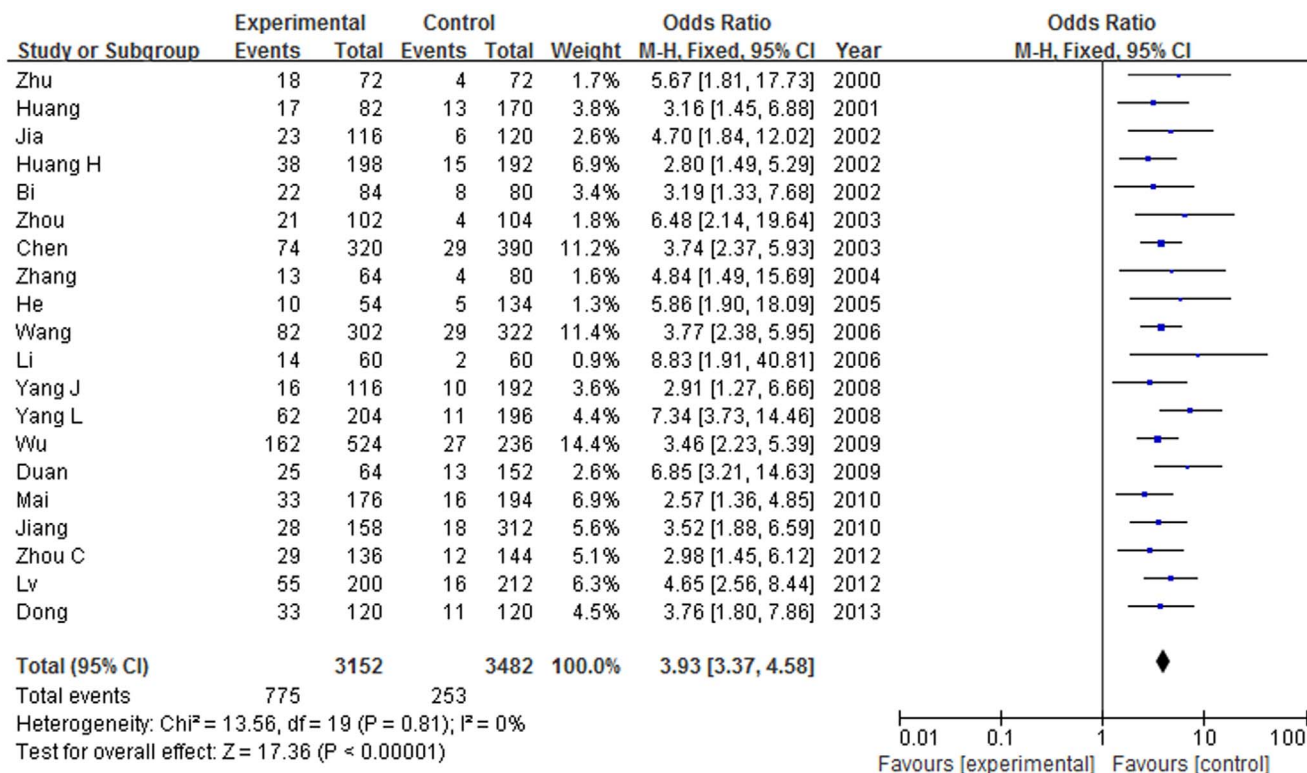 Experimental Control Odds Ratio Odds Ratio
Study or Subgroup Events Total Events Total Weight M-H, Fixed, 95% CI Year M-H, Fixed, 95% CI
Zhu 18 72 4 72 1.7% 5.67 [1.81, 17.73] 2000
Huang 17 82 13 170 3.8% 3.16 [1.45, 6.88] 2001
Jia 23 116 6 120 2.6% 4.70 [1.84, 12.02] 2002
Huang H 38 198 15 192 6.9% 2.80 [1.49, 5.29] 2002
Bi 22 84 8 80 3.4% 3.19 [1.33, 7.68] 2002
Zhou 21 102 4 104 1.8% 6.48 [2.14, 19.64] 2003
Chen 74 320 29 390 11.2% 3.74 [2.37, 5.93] 2003
Zhang 13 64 4 80 1.6% 4.84 [1.49, 15.69] 2004
He 10 54 5 134 1.3% 5.86 [1.90, 18.09] 2005
Wang 82 302 29 322 11.4% 3.77 [2.38, 5.95] 2006
Li 14 60 2 60 0.9% 8.83 [1.91, 40.81] 2006
Yang J 16 116 10 192 3.6% 2.91 [1.27, 6.66] 2008
Yang L 62 204 11 196 4.4% 7.34 [3.73, 14.46] 2008
Wu 162 524 27 236 14.4% 3.46 [2.23, 5.39] 2009
Duan 25 64 13 152 2.6% 6.85 [3.21, 14.63] 2009
Mai 33 176 16 194 6.9% 2.57 [1.36, 4.85] 2010
Jiang 28 158 18 312 5.6% 3.52 [1.88, 6.59] 2010
Zhou C 29 136 12 144 5.1% 2.98 [1.45, 6.12] 2012
Lv 55 200 16 212 6.3% 4.65 [2.56, 8.44] 2012
Dong 33 120 11 120 4.5% 3.76 [1.80, 7.86] 2013
Total (95% CI) 3152 3482 100.0% 3.93 [3.37, 4.58]
Total events 775 253
Heterogeneity: Chi² = 13.56, df = 19 (P = 0.81); I² = 0%
Test for overall effect: Z = 17.36 (P < 0.00001)
0.01 0.1 1 10 100
Favours [experimental] Favours [control]